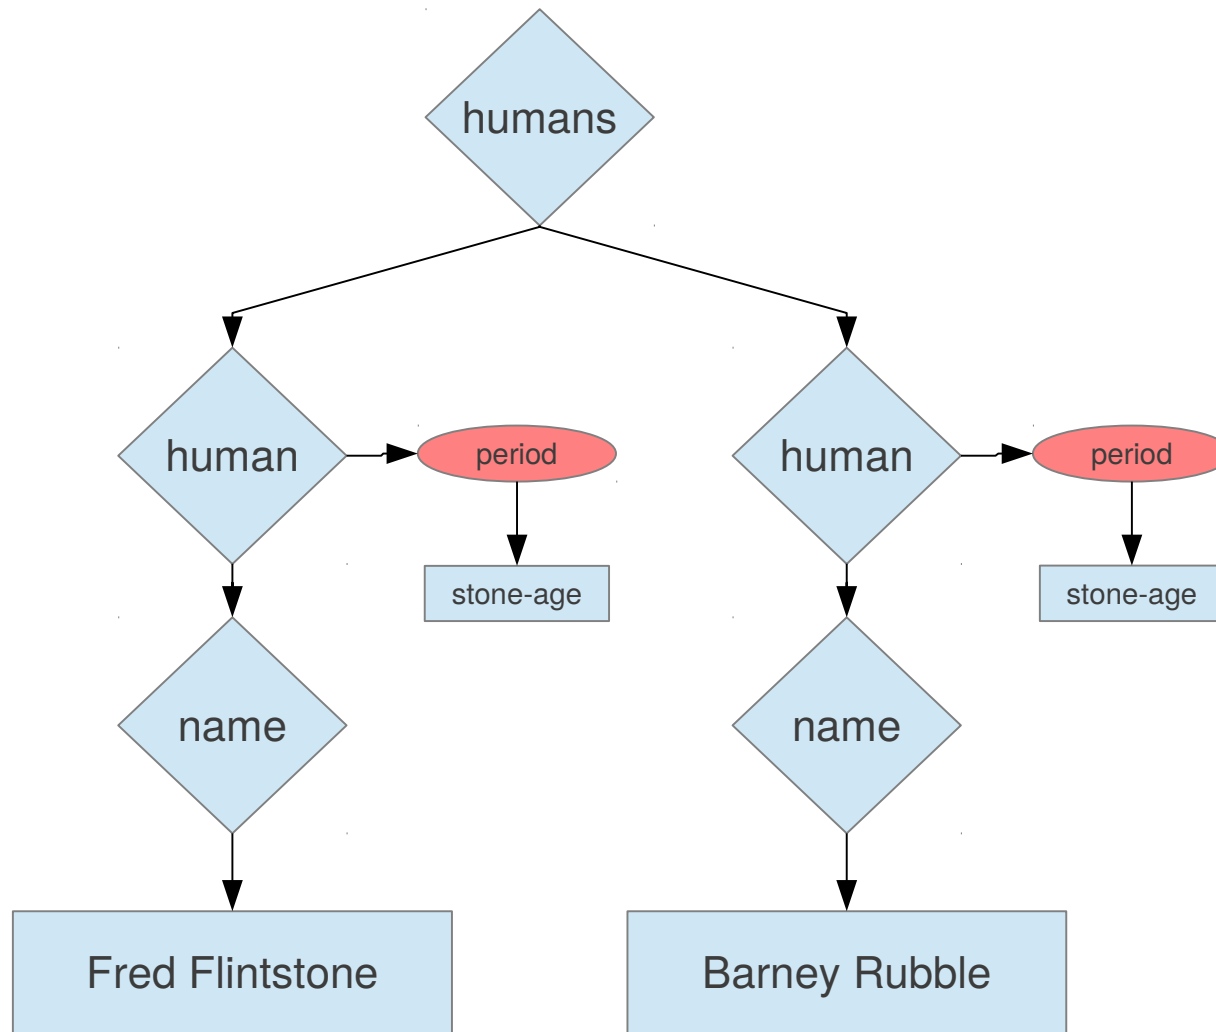 humans
human
period
human
period
stone-age
stone-age
name
name
Fred Flintstone
Barney Rubble